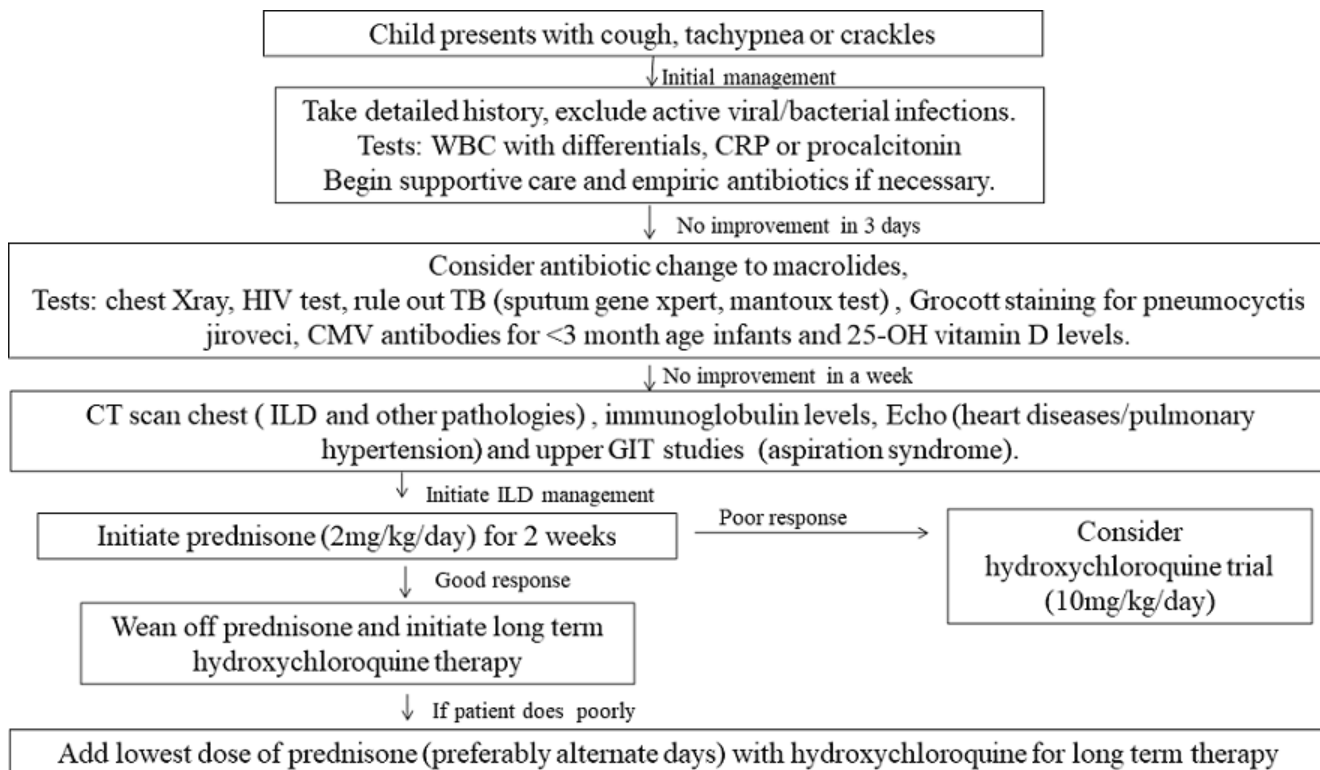 Child presents with cough, tachypnea or crackles
Initial management
Take detailed history, exclude active viral/bacterial infections.
Tests: WBC with differentials, CRP or procalcitonin
Begin supportive care and empiric antibiotics if necessary.
No improvement in 3 days
Consider antibiotic change to macrolides,
Tests: chest Xray, HIV test, rule out TB (sputum gene xpert, mantoux test) , Grocott staining for pneumocyctis
jiroveci, CMV antibodies for <3 month age infants and 25-OH vitamin D levels.
No improvement in a week
CT scan chest ( ILD and other pathologies) , immunoglobulin levels, Echo (heart diseases/pulmonary
hypertension) and upper GIT studies (aspiration syndrome).
Initiate ILD management
Initiate prednisone (2mg/kg/day) for 2 weeks
Poor response
Consider
hydroxychloroquine trial
(10mg/kg/day)
Good response
Wean off prednisone and initiate long term
hydroxychloroquine therapy
If patient does poorly
Add lowest dose of prednisone (preferably alternate days) with hydroxychloroquine for long term therapy